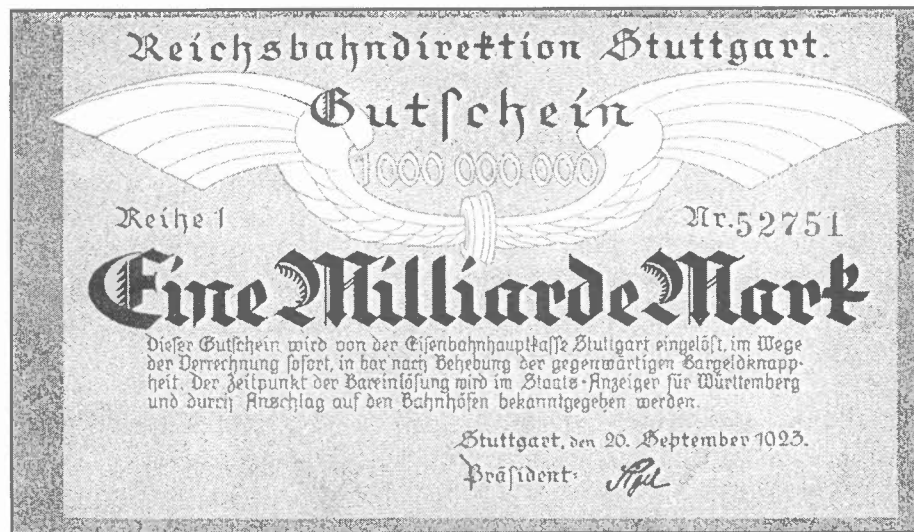 Reichsbahndirektion Stuttgart.
Gutschein
1000 000 000
Reihe 1 Nr. 52751
Eine Milliarde Mark
Dieser Gutschein wird von der Eisenbahnhauptkasse Stuttgart eingelöst, im Wege
der Verrechnung sofort, in bar nach Behebung der gegenwärtigen Bargeldknapp-
heit. Der Zeitpunkt der Bareinlösung wird im Staats-Anzeiger für Württemberg
und durch Anschlag auf den Bahnhöfen bekanntgegeben werden.
Stuttgart, den 20. September 1923.
Präsident: